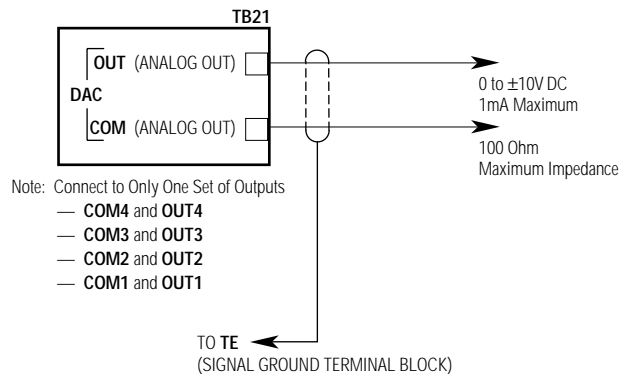 TB21
OUT (ANALOG OUT)
DAC
COM (ANALOG OUT)
0 to ±10V DC
1mA Maximum
100 Ohm
Maximum Impedance
Note: Connect to Only One Set of Outputs
— COM4 and OUT4
— COM3 and OUT3
— COM2 and OUT2
— COM1 and OUT1
TO TE
(SIGNAL GROUND TERMINAL BLOCK)